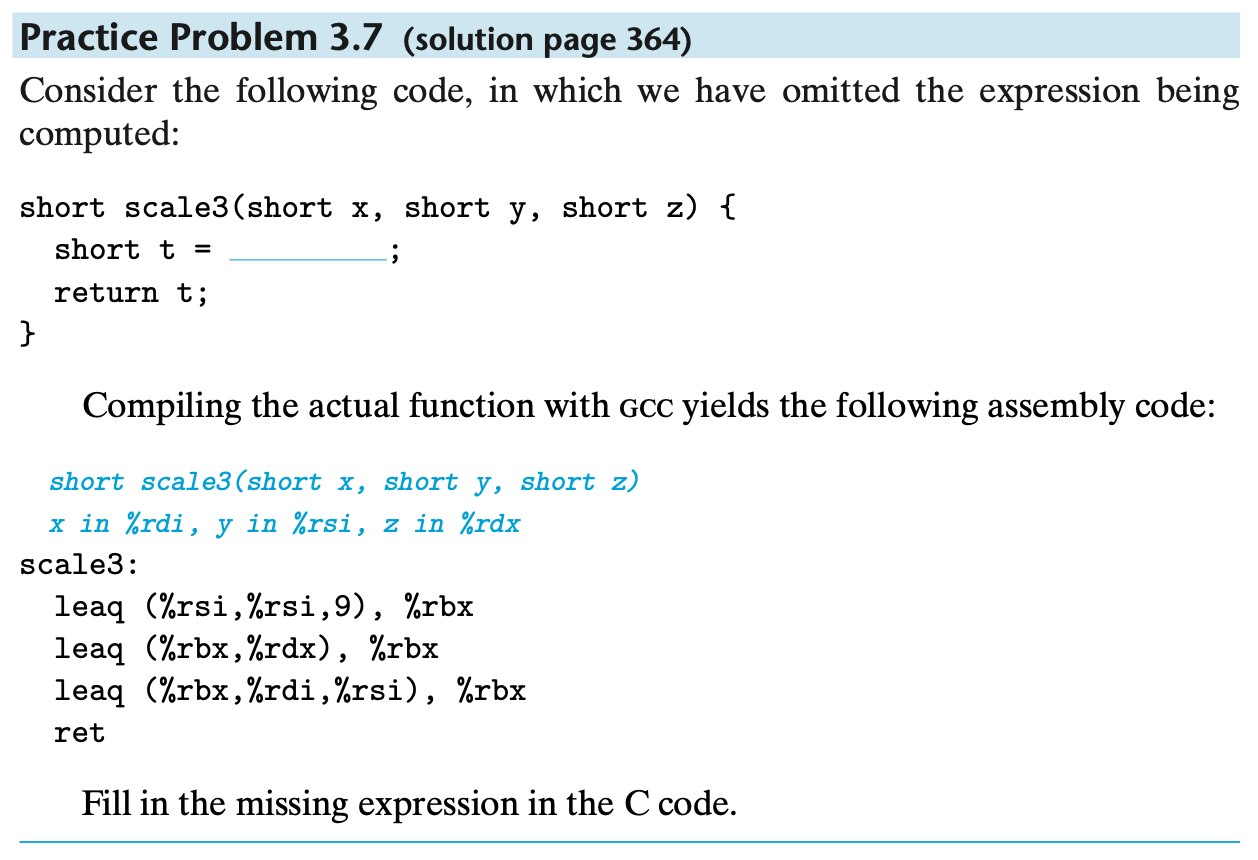 Practice Problem 3.7 (solution page 364)
Consider the following code, in which we have omitted the expression being
computed:
short scale3(short x, short y, short z) {
short t = __________;
return t;
}
Compiling the actual function with GCC yields the following assembly code:
short scale3(short x, short y, short z)
x in %rdi, y in %rsi, z in %rdx
scale3:
leaq (%rsi,%rsi,9), %rbx
leaq (%rbx,%rdx), %rbx
leaq (%rbx,%rdi,%rsi), %rbx
ret
Fill in the missing expression in the C code.